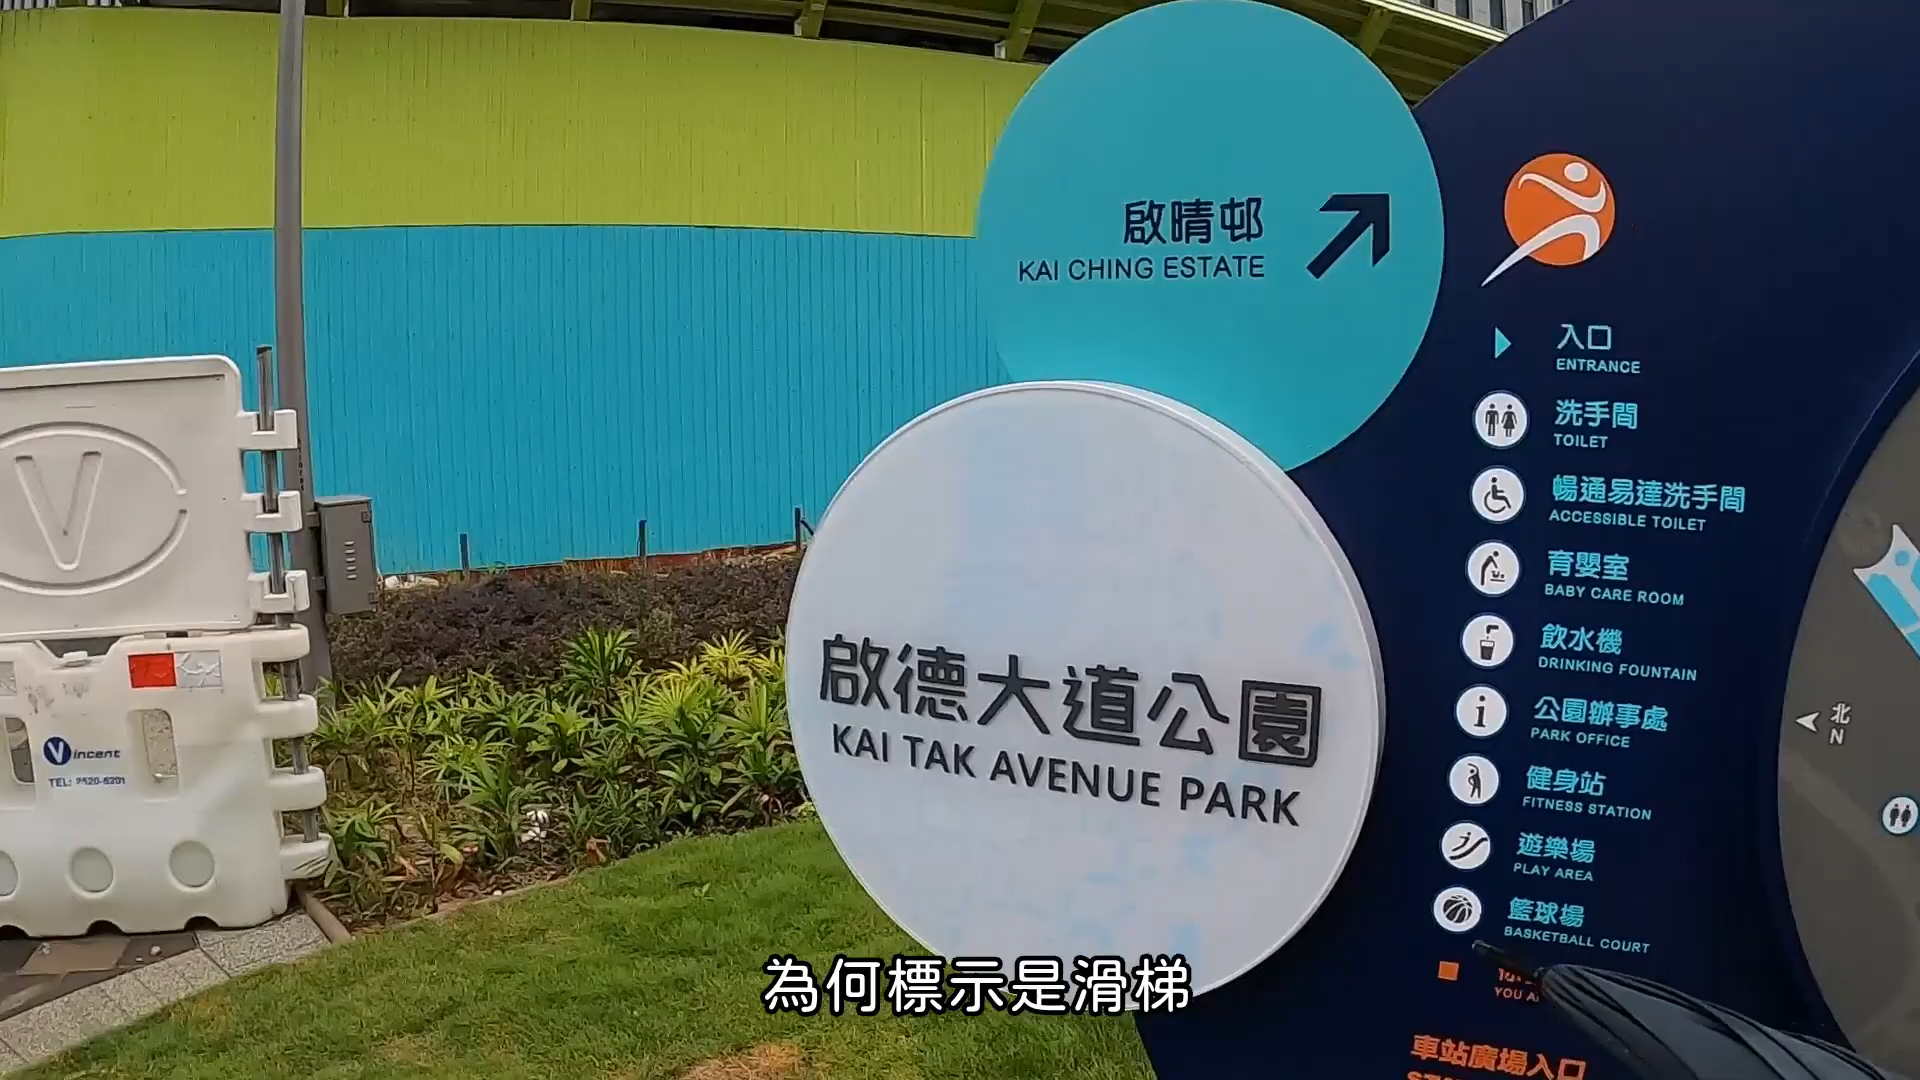 啟晴邨
KAI CHING ESTATE
入口
ENTRANCE
洗手間
TOILET
暢通易達洗手間
ACCESSIBLE TOILET
育嬰室
BABY CARE ROOM
飲水機
DRINKING FOUNTAIN
公園辦事處
PARK OFFICE
健身站
FITNESS STATION
遊樂場
PLAY AREA
籃球場
BASKETBALL COURT
YOU
車站廣場入口
北
N
啟德大道公園
KAI TAK AVENUE PARK
V
Vincent
TEL: 2520-5201
為何標示是滑梯